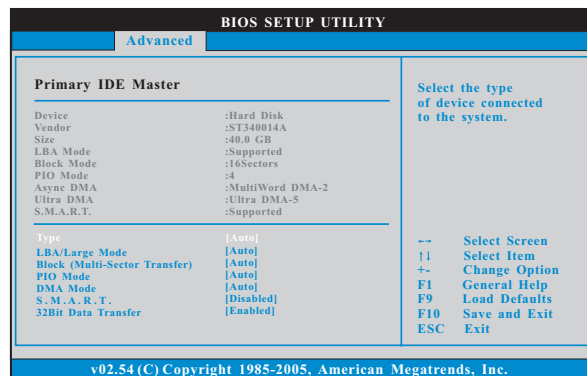 BIOS SETUP UTILITY
Advanced
Primary IDE Master
Device :Hard Disk
Vendor :ST340014A
Size :40.0 GB
LBA Mode :Supported
Block Mode :16Sectors
PIO Mode :4
Async DMA :MultiWord DMA-2
Ultra DMA :Ultra DMA-5
S.M.A.R.T. :Supported
Type [Auto]
LBA/Large Mode [Auto]
Block (Multi-Sector Transfer) [Auto]
PIO Mode [Auto]
DMA Mode [Auto]
S.M.A.R.T. [Disabled]
32Bit Data Transfer [Enabled]
Select the type
of device connected
to the system.
←→ Select Screen
↑↓ Select Item
+- Change Option
F1 General Help
F9 Load Defaults
F10 Save and Exit
ESC Exit
v02.54 (C) Copyright 1985-2005, American Megatrends, Inc.